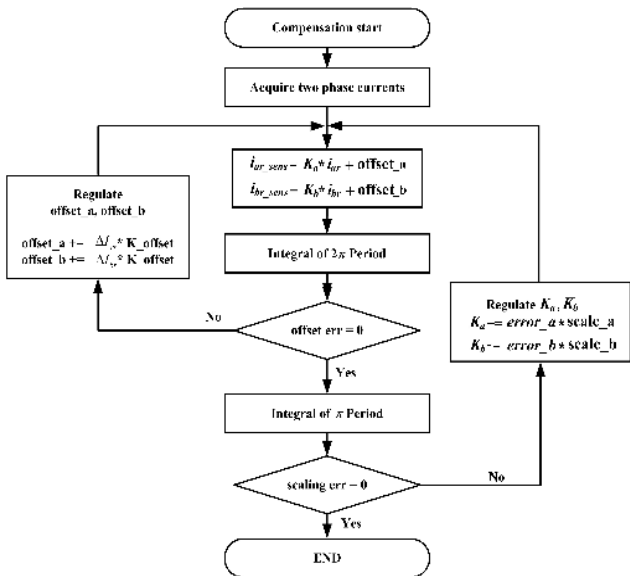 Compensation start
Acquire two phase currents
i_ar_sens = K_a * i_ar + offset_a
i_br_sens = K_b * i_br + offset_b
Regulate
offset_a, offset_b
offset_a += * K_offset
offset_b += * K_offset
Integral of 2π Period
No
offset err = 0
Yes
Regulate K_a, K_b
K_a -= error_a * scale_a
K_b -= error_b * scale_b
Integral of π Period
scaling err = 0
No
Yes
END